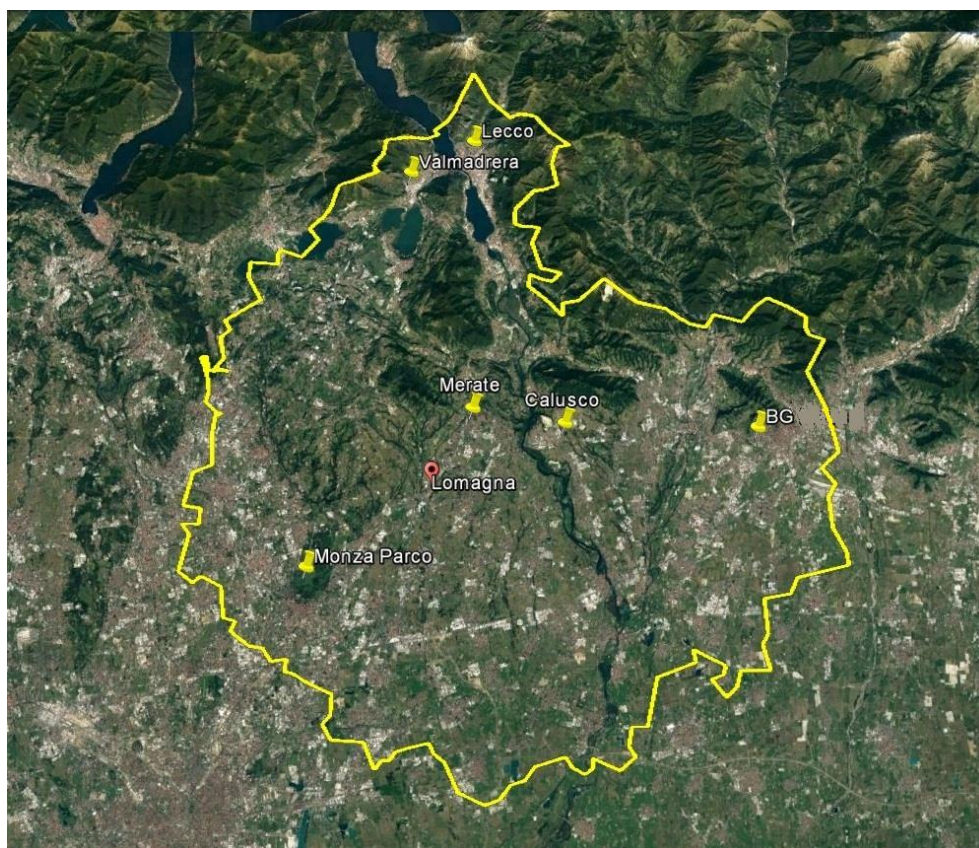 Lecco
Valmadrera
Merate
Calusco
BG
Lomagna
Monza Parco